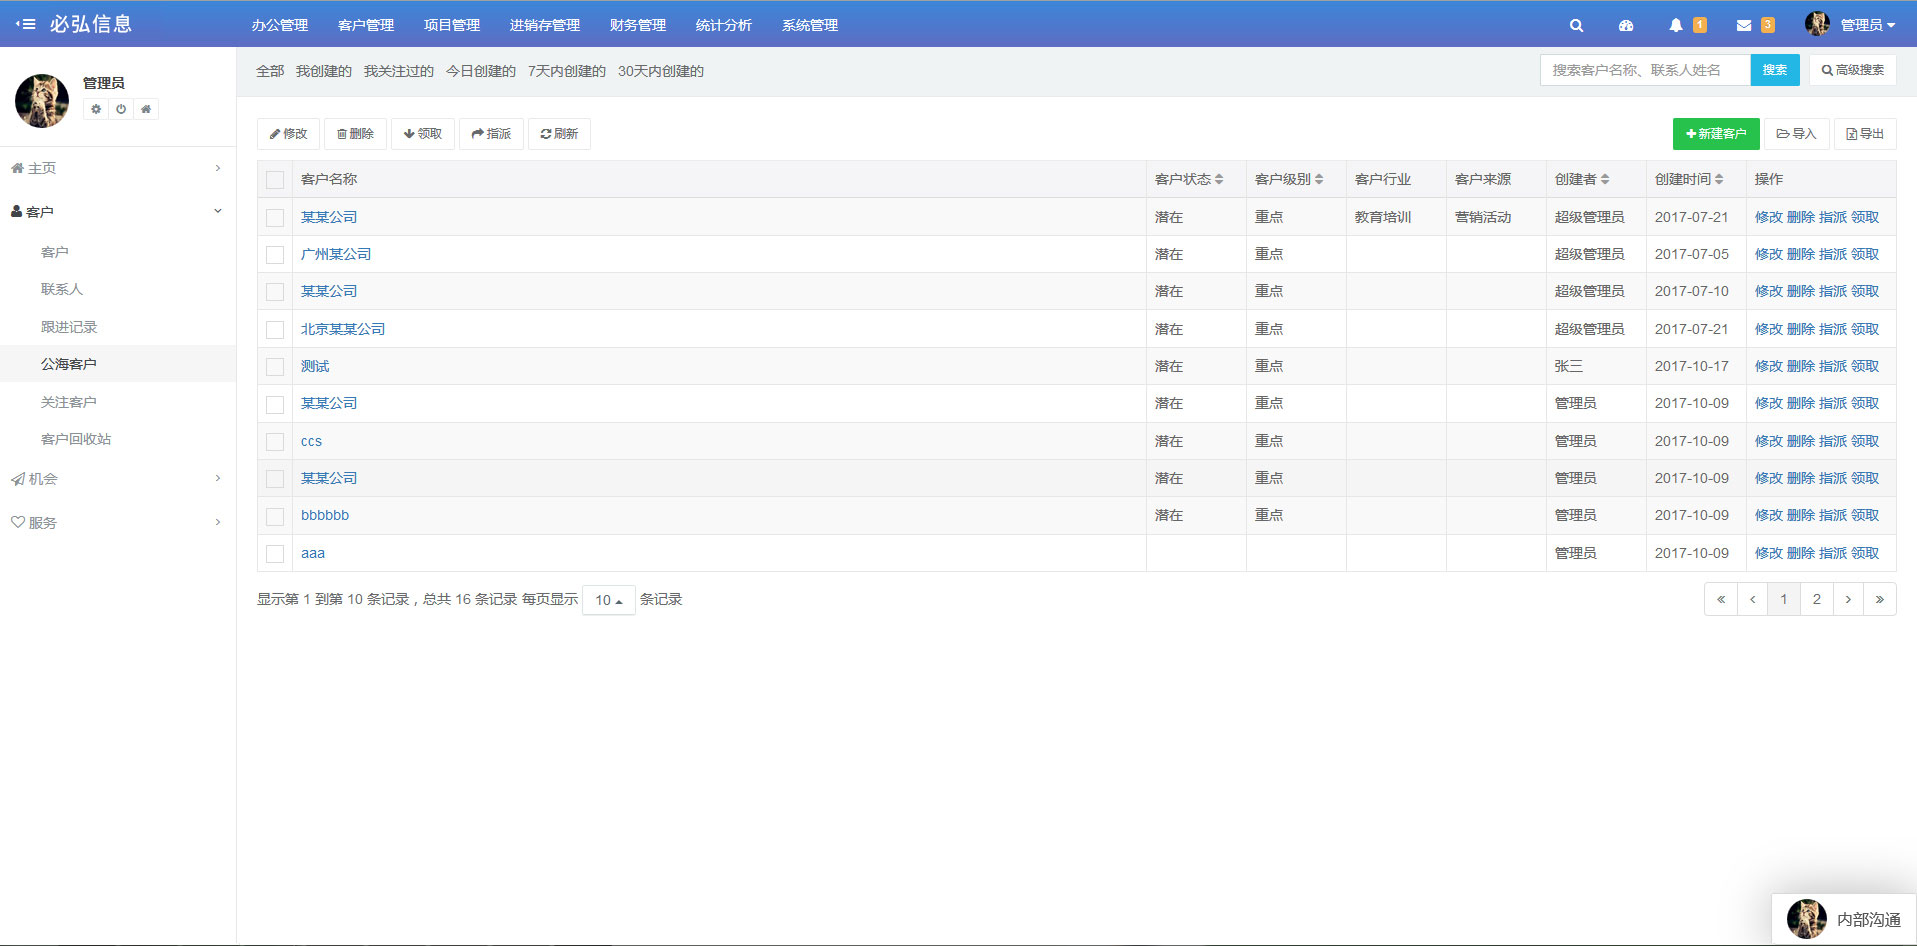 必弘信息 办公管理 客户管理 项目管理 进销存管理 财务管理 统计分析 系统管理 1 3 管理员
管理员
主页
客户
客户
联系人
跟进记录
公海客户
关注客户
客户回收站
机会
服务
全部 我创建的 我关注过的 今日创建的 7天内创建的 30天内创建的 搜索客户名称、联系人姓名 搜索 高级搜索
修改 删除 领取 指派 刷新 新建客户 导入 导出
客户名称 客户状态 客户级别 客户行业 客户来源 创建者 创建时间 操作
某某公司 潜在 重点 教育培训 营销活动 超级管理员 2017-07-21 修改 删除 指派 领取
广州某公司 潜在 重点 超级管理员 2017-07-05 修改 删除 指派 领取
某某公司 潜在 重点 超级管理员 2017-07-10 修改 删除 指派 领取
北京某某公司 潜在 重点 超级管理员 2017-07-21 修改 删除 指派 领取
测试 潜在 重点 张三 2017-10-17 修改 删除 指派 领取
某某公司 潜在 重点 管理员 2017-10-09 修改 删除 指派 领取
ccs 潜在 重点 管理员 2017-10-09 修改 删除 指派 领取
某某公司 潜在 重点 管理员 2017-10-09 修改 删除 指派 领取
bbbbbb 潜在 重点 管理员 2017-10-09 修改 删除 指派 领取
aaa 管理员 2017-10-09 修改 删除 指派 领取
显示第 1 到第 10 条记录，总共 16 条记录 每页显示 10 条记录 « ‹ 1 2 › »
内部沟通